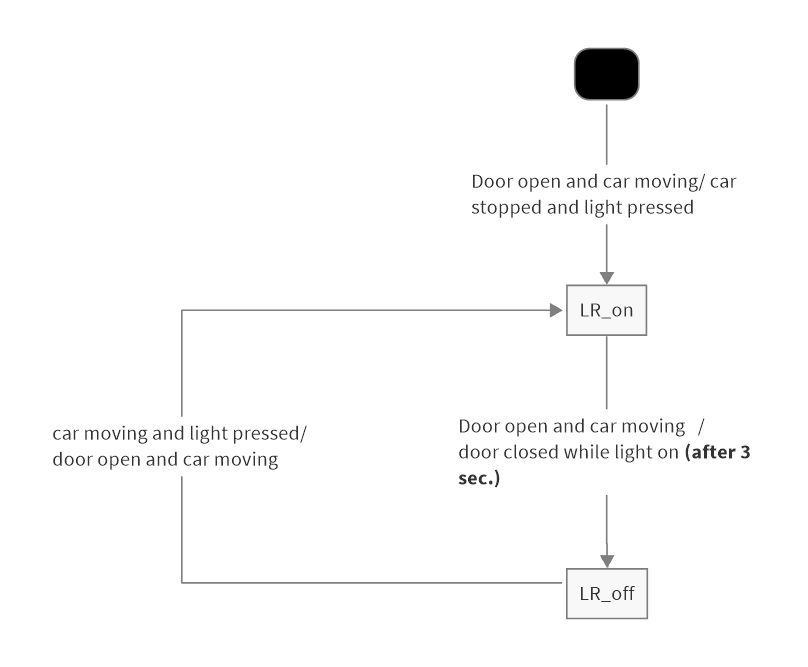 Door open and car moving/ car
stopped and light pressed
LR_on
car moving and light pressed/
door open and car moving
Door open and car moving /
door closed while light on (after 3
sec.)
LR_off